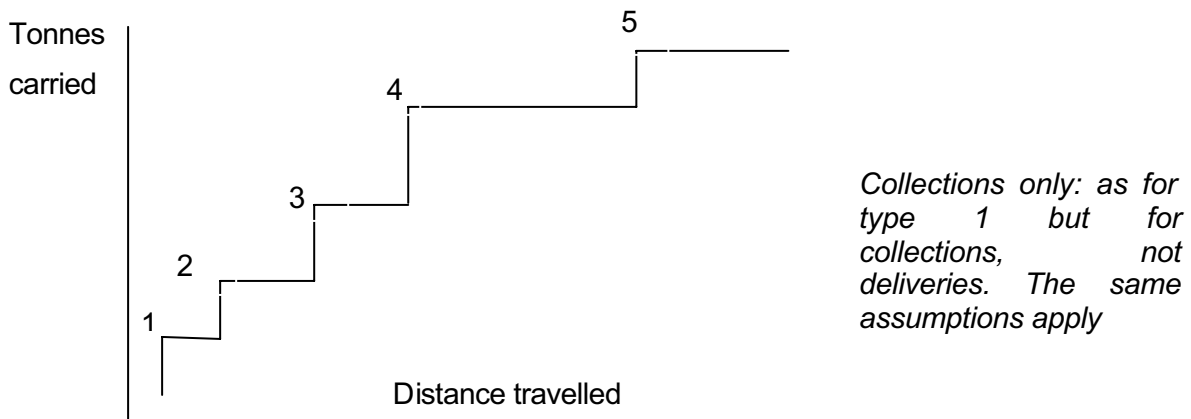 Tonnes
carried
5
4
3
2
1
Distance travelled
Collections only: as for
type 1 but for
collections, not
deliveries. The same
assumptions apply